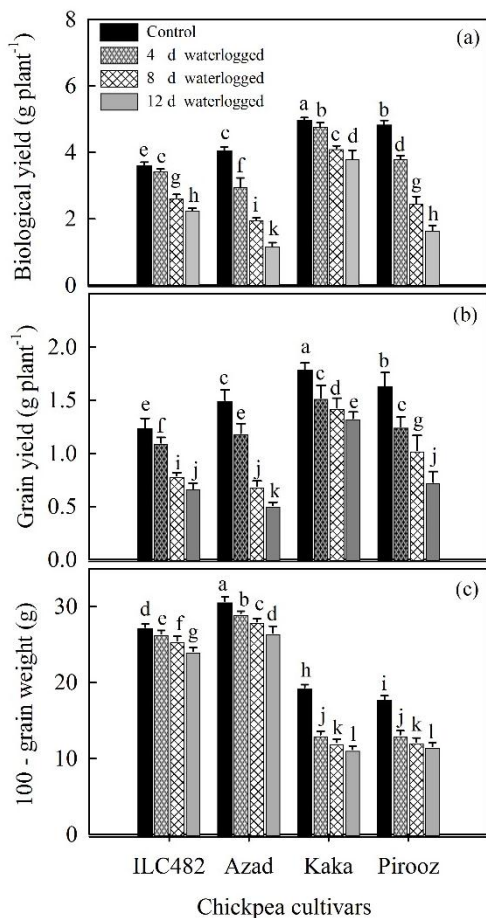 Control
4 d waterlogged
8 d waterlogged
12 d waterlogged
(a)
Biological yield (g plant⁻¹)
8
6
4
2
0
e c g h
c f i k
a b c d
b d g h
(b)
Grain yield (g plant⁻¹)
2.0
1.5
1.0
0.5
0.0
e f i j
c e j k
a c d e
b c g j
(c)
100 - grain weight (g)
30
20
10
0
d e f g
a b c d
h j k l
i j k l
ILC482 Azad Kaka Pirooz
Chickpea cultivars